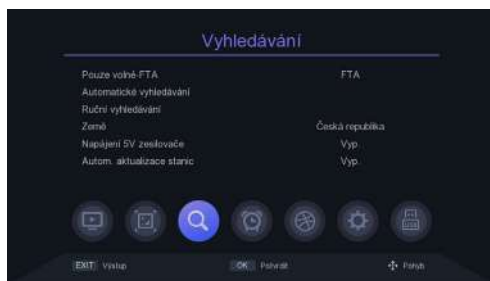 Vyhledávání
Pouze volné-FTA FTA
Automatické vyhledávání
Ruční vyhledávání
Země Česká republika
Napájení 5V zesilovače Vyp.
Autom. aktualizace stanic Vyp.
USB
EXIT Výstup OK Potvrdit Pohyb